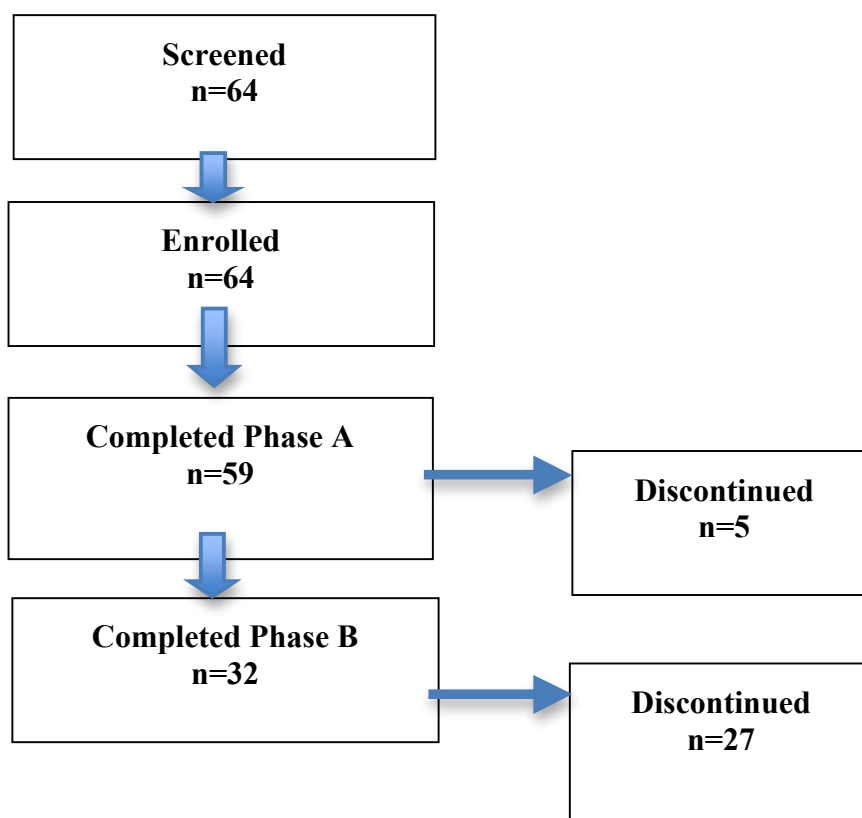 Screened
n=64
Enrolled
n=64
Completed Phase A
n=59
Discontinued
n=5
Completed Phase B
n=32
Discontinued
n=27